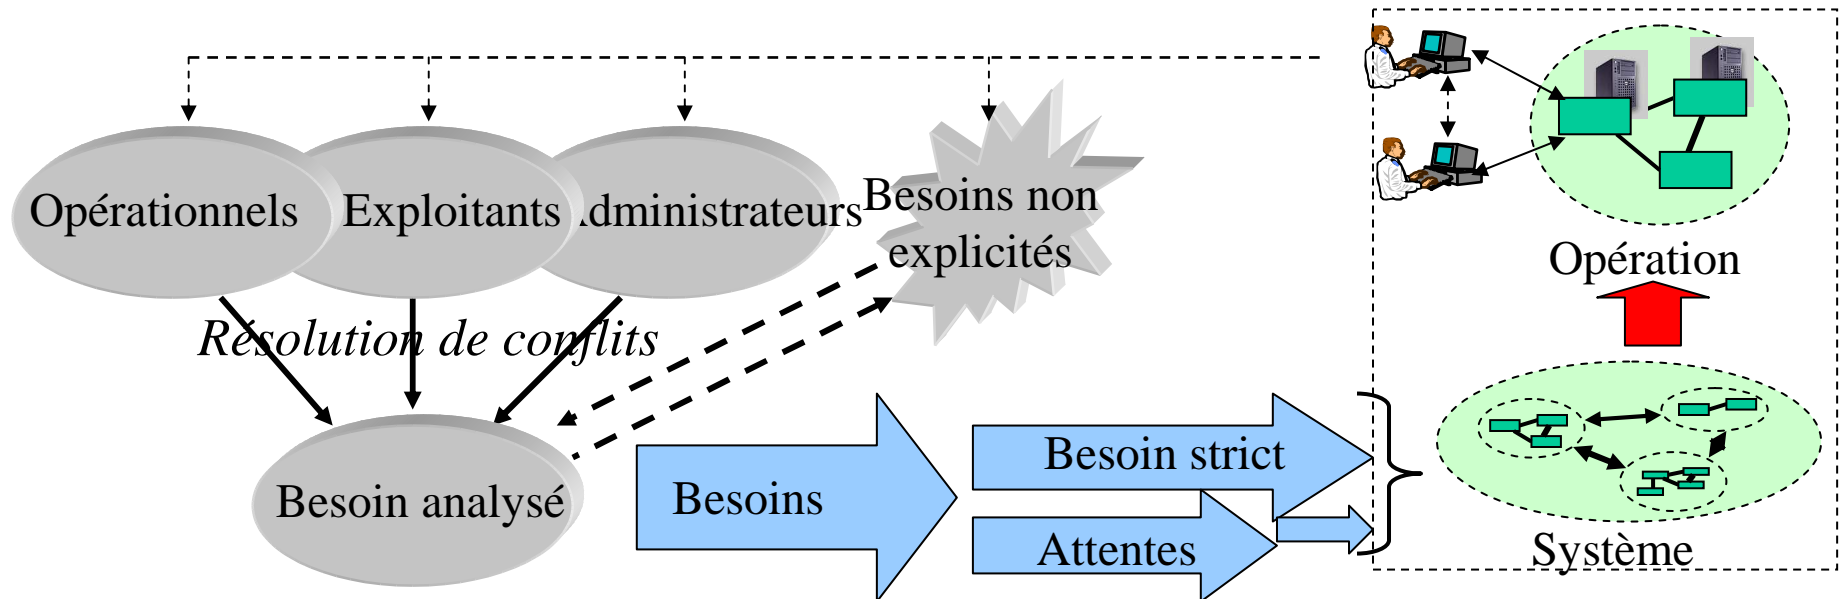 Opérationnels
Exploitants
dministrateurs
Besoins non
explicités
Résolution de conflits
Besoin analysé
Besoins
Besoin strict
Attentes
Opération
Système